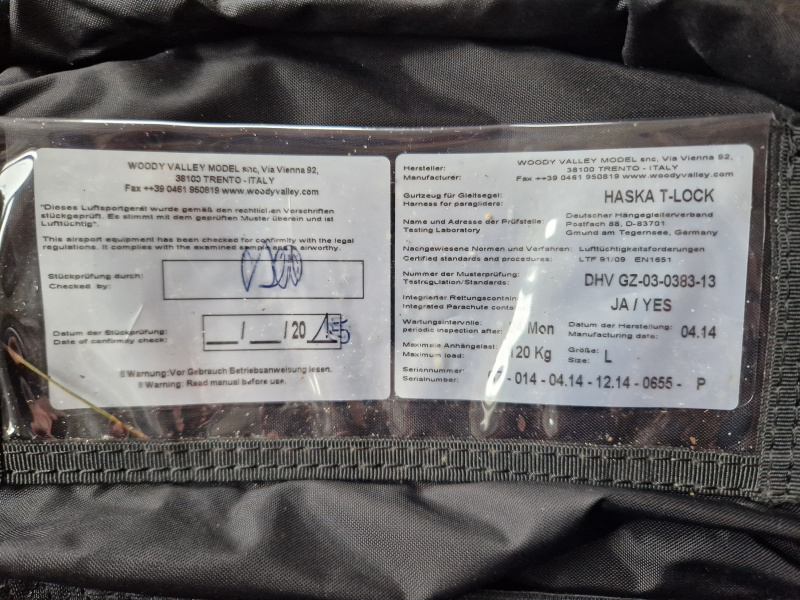 WOODY VALLEY MODEL snc, Via Vienna 92,
38100 TRENTO - ITALY
Fax ++39 0461 950819 www.woodyvalley.com
"Dieses Luftsportgerät wurde gemäß den rechtlichen Vorschriften
stückgeprüft. Es stimmt mit dem geprüften Muster überein und ist
Lufttüchtig".
This airsport equipment has been checked for confirmity with the legal
regulations. It complies with the examined sample and is airworthy.
Stückprüfung durch:
Checked by:
Datum der Stückprüfung:
Date of confirmity check:
__/__/20
Warnung:Vor Gebrauch Betriebsanweisung lesen.
Warning: Read manual before use.
Hersteller:
Manufacturer:
WOODY VALLEY MODEL snc, Via Vienna 92,
38100 TRENTO - ITALY
Fax ++39 0461 950819 www.woodyvalley.com
Gurtzeug für Gleitsegel:
Harness for paragliders:
HASKA T-LOCK
Name und Adresse der Prüfstelle:
Testing Laboratory
Deutscher Hängegleiterverband
Postfach 88, D-83701
Gmund am Tegernsee, Germany
Nachgewiesene Normen und Verfahren:
Certified standards and procedures:
Lufttüchtigkeitsforderungen
LTF 91/09 EN1651
Nummer der Musterprüfung:
Testregulation/Standards:
DHV GZ-03-0383-13
Integrierter Rettungscontainer
Integrated Parachute container
JA / YES
Wartungsintervolle:
periodic inspection after:
Mon
Datum der Herstellung:
Manufacturing date:
04.14
Maximale Anhängelast
Maximum load:
120 Kg
Größe:
Size:
L
Seriennummer
Serialnumber:
- 014 - 04.14 - 12.14 - 0655 - P